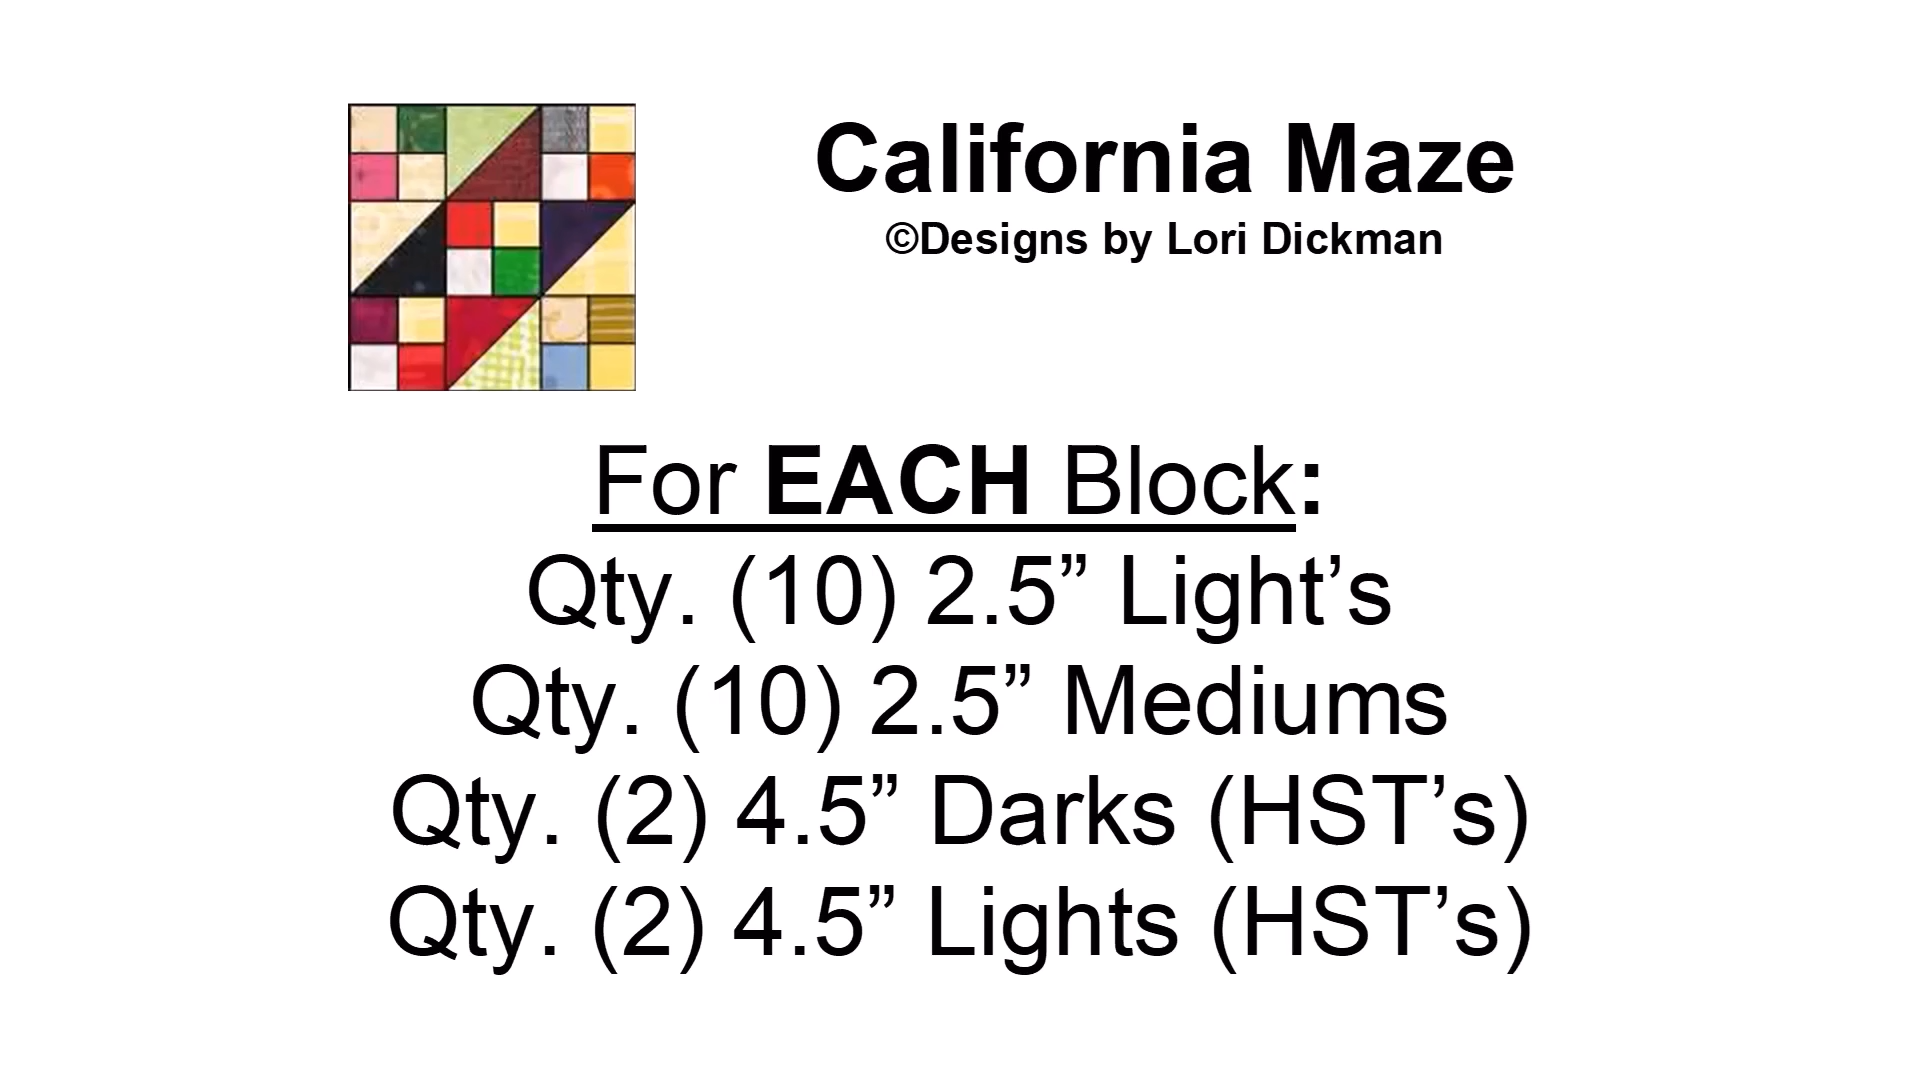 California Maze
©Designs by Lori Dickman
For EACH Block:
Qty. (10) 2.5” Light’s
Qty. (10) 2.5” Mediums
Qty. (2) 4.5” Darks (HST’s)
Qty. (2) 4.5” Lights (HST’s)